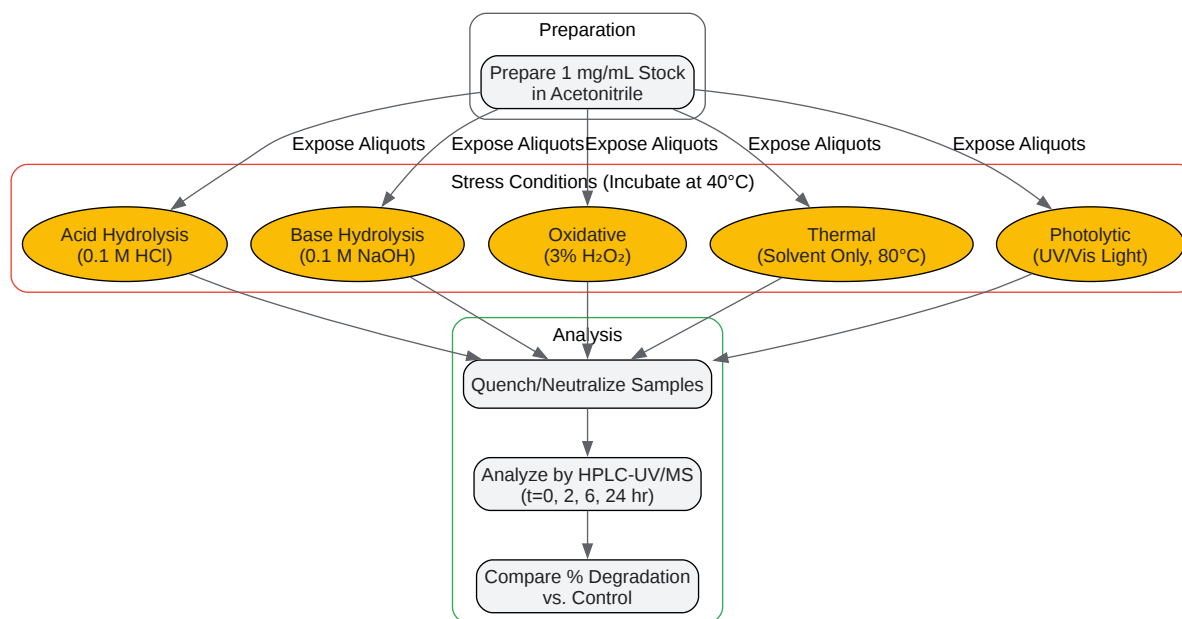 Preparation
Prepare 1 mg/mL Stock
in Acetonitrile
Expose Aliquots
Expose Aliquots
Expose Aliquots
Expose Aliquots
Expose Aliquots
Stress Conditions (Incubate at 40°C)
Acid Hydrolysis
(0.1 M HCl)
Base Hydrolysis
(0.1 M NaOH)
Oxidative
(3% H₂O₂)
Thermal
(Solvent Only, 80°C)
Photolytic
(UV/Vis Light)
Analysis
Quench/Neutralize Samples
Analyze by HPLC-UV/MS
(t=0, 2, 6, 24 hr)
Compare % Degradation
vs. Control